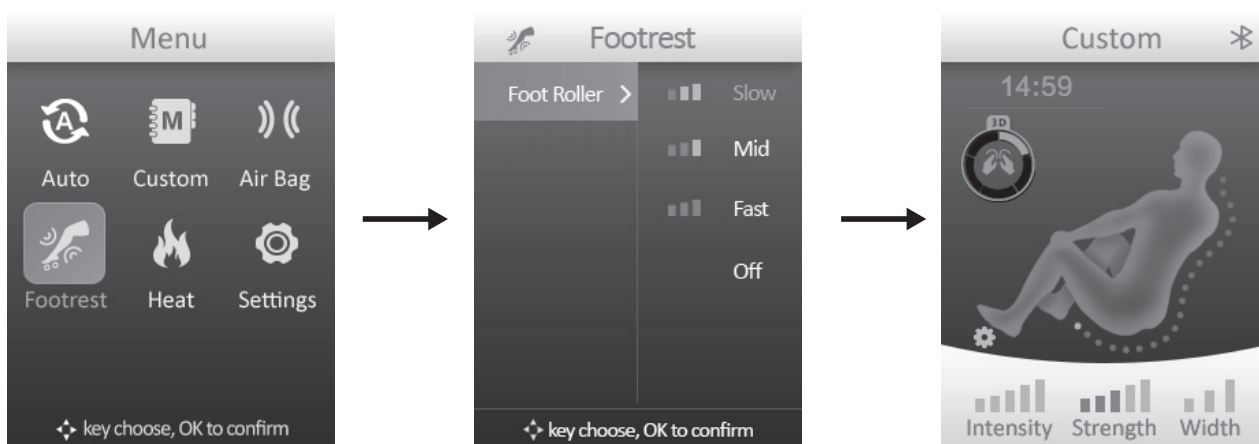 Menu
A
M
Auto
Custom
Air Bag
Footrest
Heat
Settings
key choose, OK to confirm
Footrest
Foot Roller >
Slow
Mid
Fast
Off
key choose, OK to confirm
Custom
14:59
3D
Intensity
Strength
Width